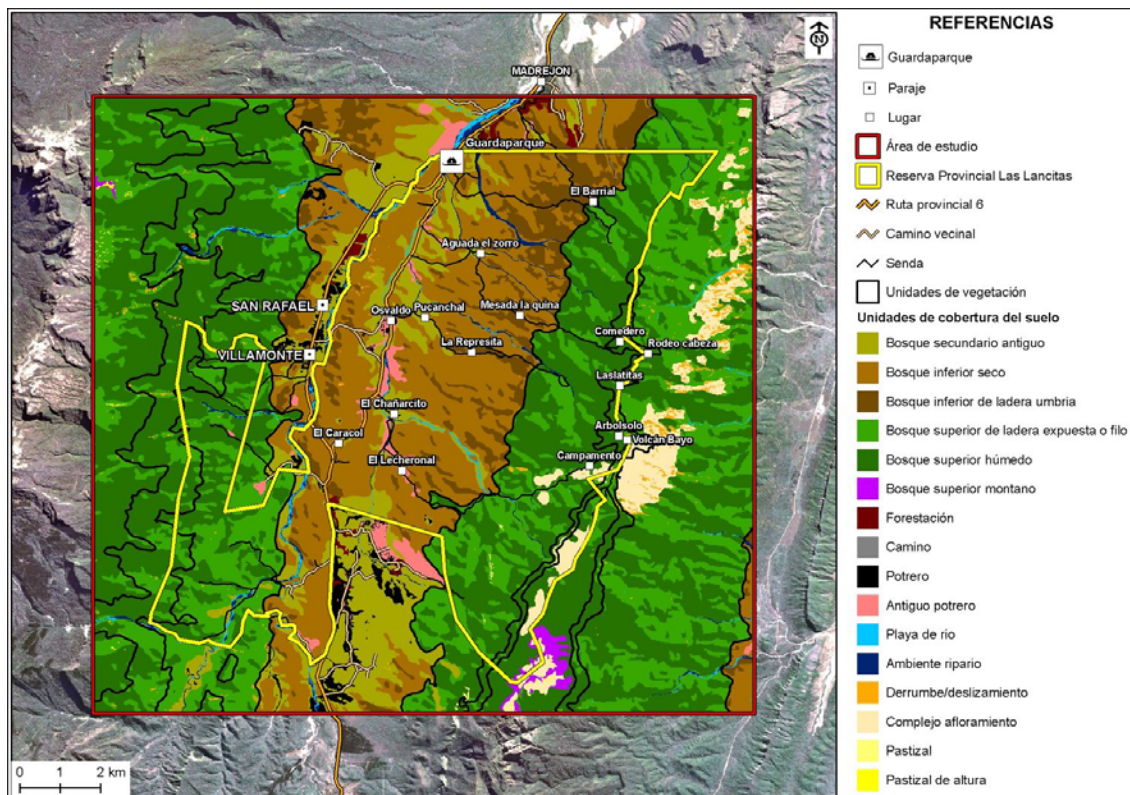 MADREJON
N
Guardaparque
El Barrial
Aguada el zorro
SAN RAFAEL
Osvaldo
Pucanchal
Mesada la quina
VILLAMONTE
La Represita
Comedero
Rodeo cabeza
Laslatitas
El Chañarcito
El Caracol
Arbolsolo
Volcán Bayo
El Lecheronal
Campamento
0 1 2 km
REFERENCIAS
Guardaparque
Paraje
Lugar
Área de estudio
Reserva Provincial Las Lancitas
Ruta provincial 6
Camino vecinal
Senda
Unidades de vegetación
Unidades de cobertura del suelo
Bosque secundario antiguo
Bosque inferior seco
Bosque inferior de ladera umbria
Bosque superior de ladera expuesta o filo
Bosque superior húmedo
Bosque superior montano
Forestación
Camino
Potrero
Antiguo potrero
Playa de rio
Ambiente ripario
Derrumbe/deslizamiento
Complejo afloramiento
Pastizal
Pastizal de altura